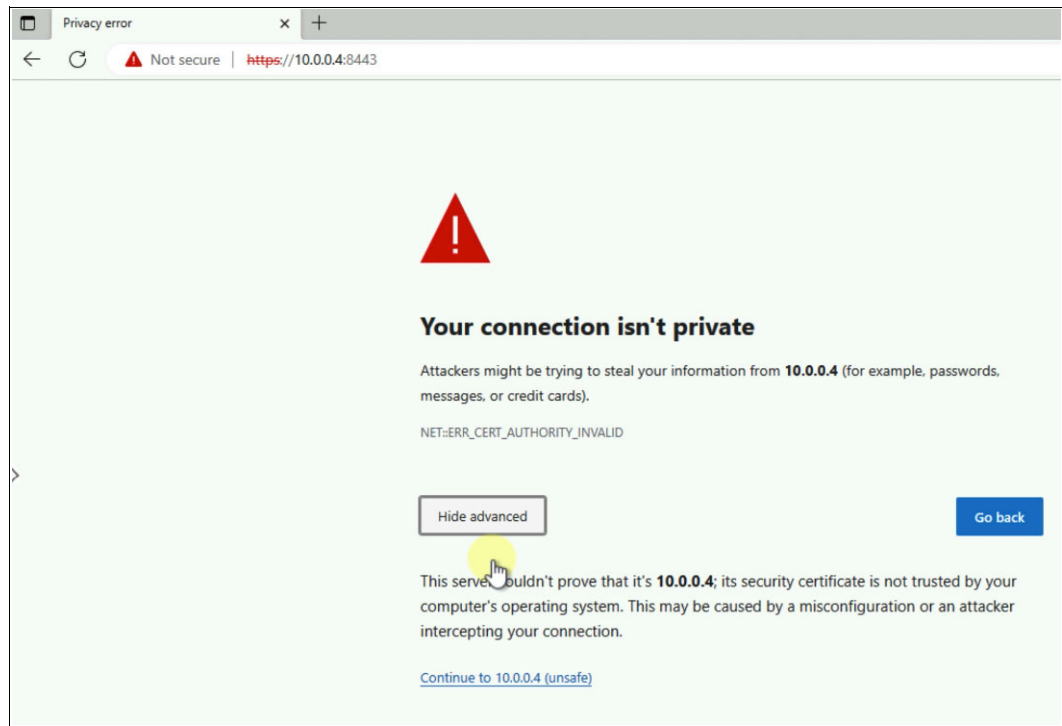 Privacy error
Not secure | https://10.0.0.4:8443
Your connection isn't private
Attackers might be trying to steal your information from 10.0.0.4 (for example, passwords,
messages, or credit cards).
NET::ERR_CERT_AUTHORITY_INVALID
Hide advanced
Go back
This server couldn't prove that it's 10.0.0.4; its security certificate is not trusted by your
computer's operating system. This may be caused by a misconfiguration or an attacker
intercepting your connection.
Continue to 10.0.0.4 (unsafe)